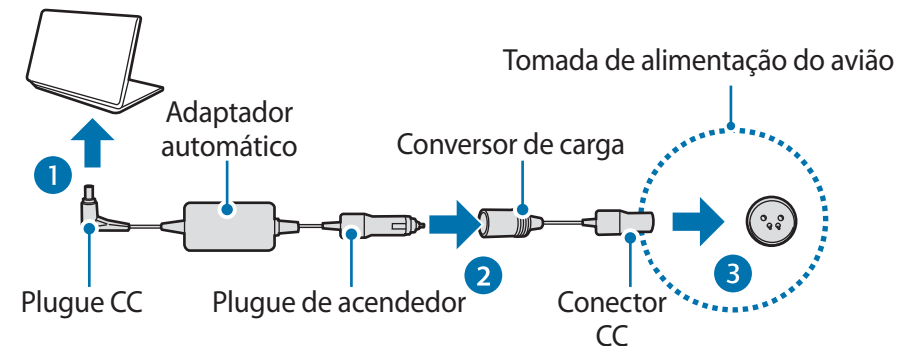 Tomada de alimentação do avião
Adaptador
automático
Conversor de carga
1
2
3
Plugue CC
Plugue de acendedor
Conector
CC